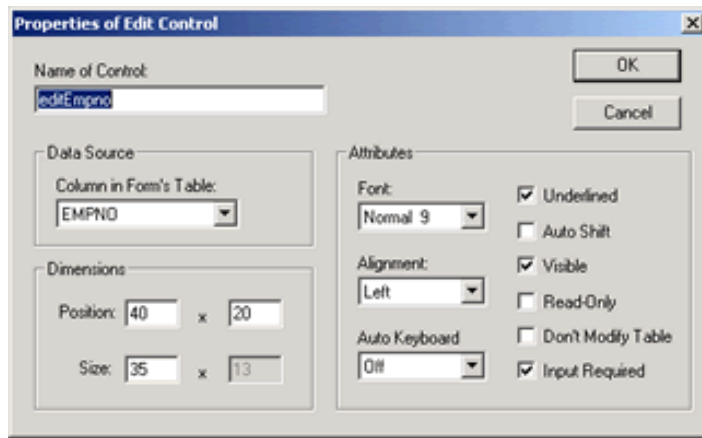 Properties of Edit Control
Name of Control:
editEmpno
OK
Cancel
Data Source
Column in Form's Table:
EMPNO
Dimensions
Position: 40 x 20
Size: 35 x 13
Attributes
Font:
Normal 9
Alignment:
Left
Auto Keyboard
Off
Underlined
Auto Shift
Visible
Read-Only
Don't Modify Table
Input Required